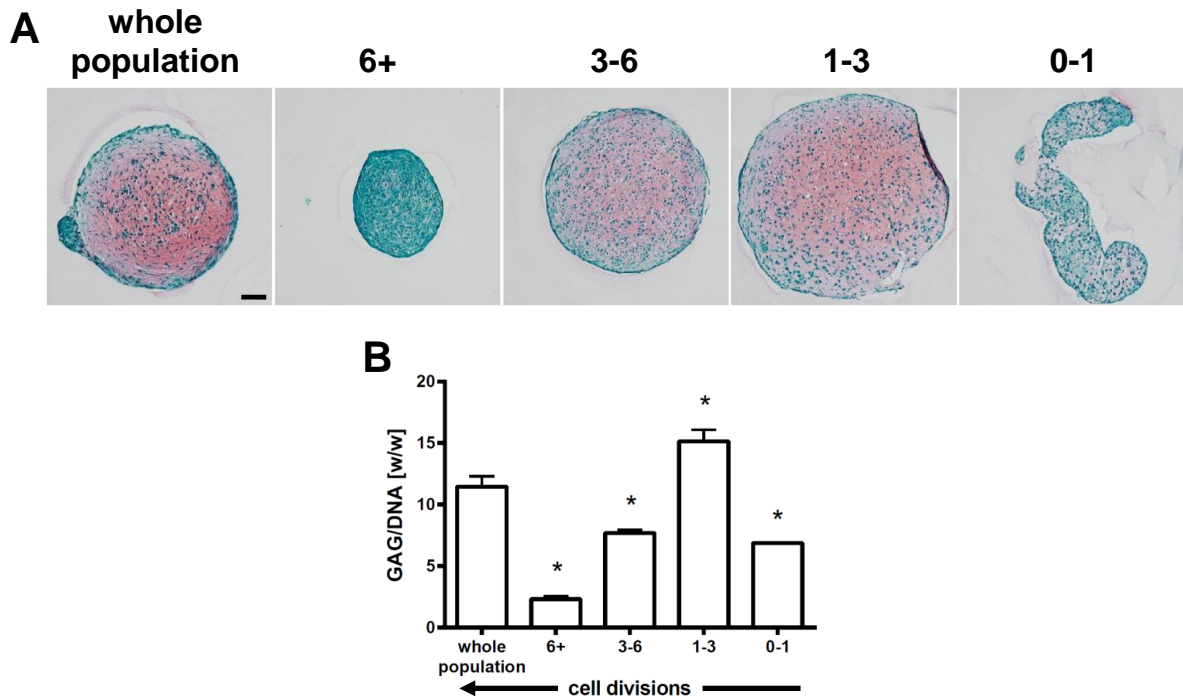 A
whole
population
6+
3-6
1-3
0-1
B
GAG/DNA [w/w]
20
15
10
5
0
*
*
*
*
whole
population
6+
3-6
1-3
0-1
cell divisions